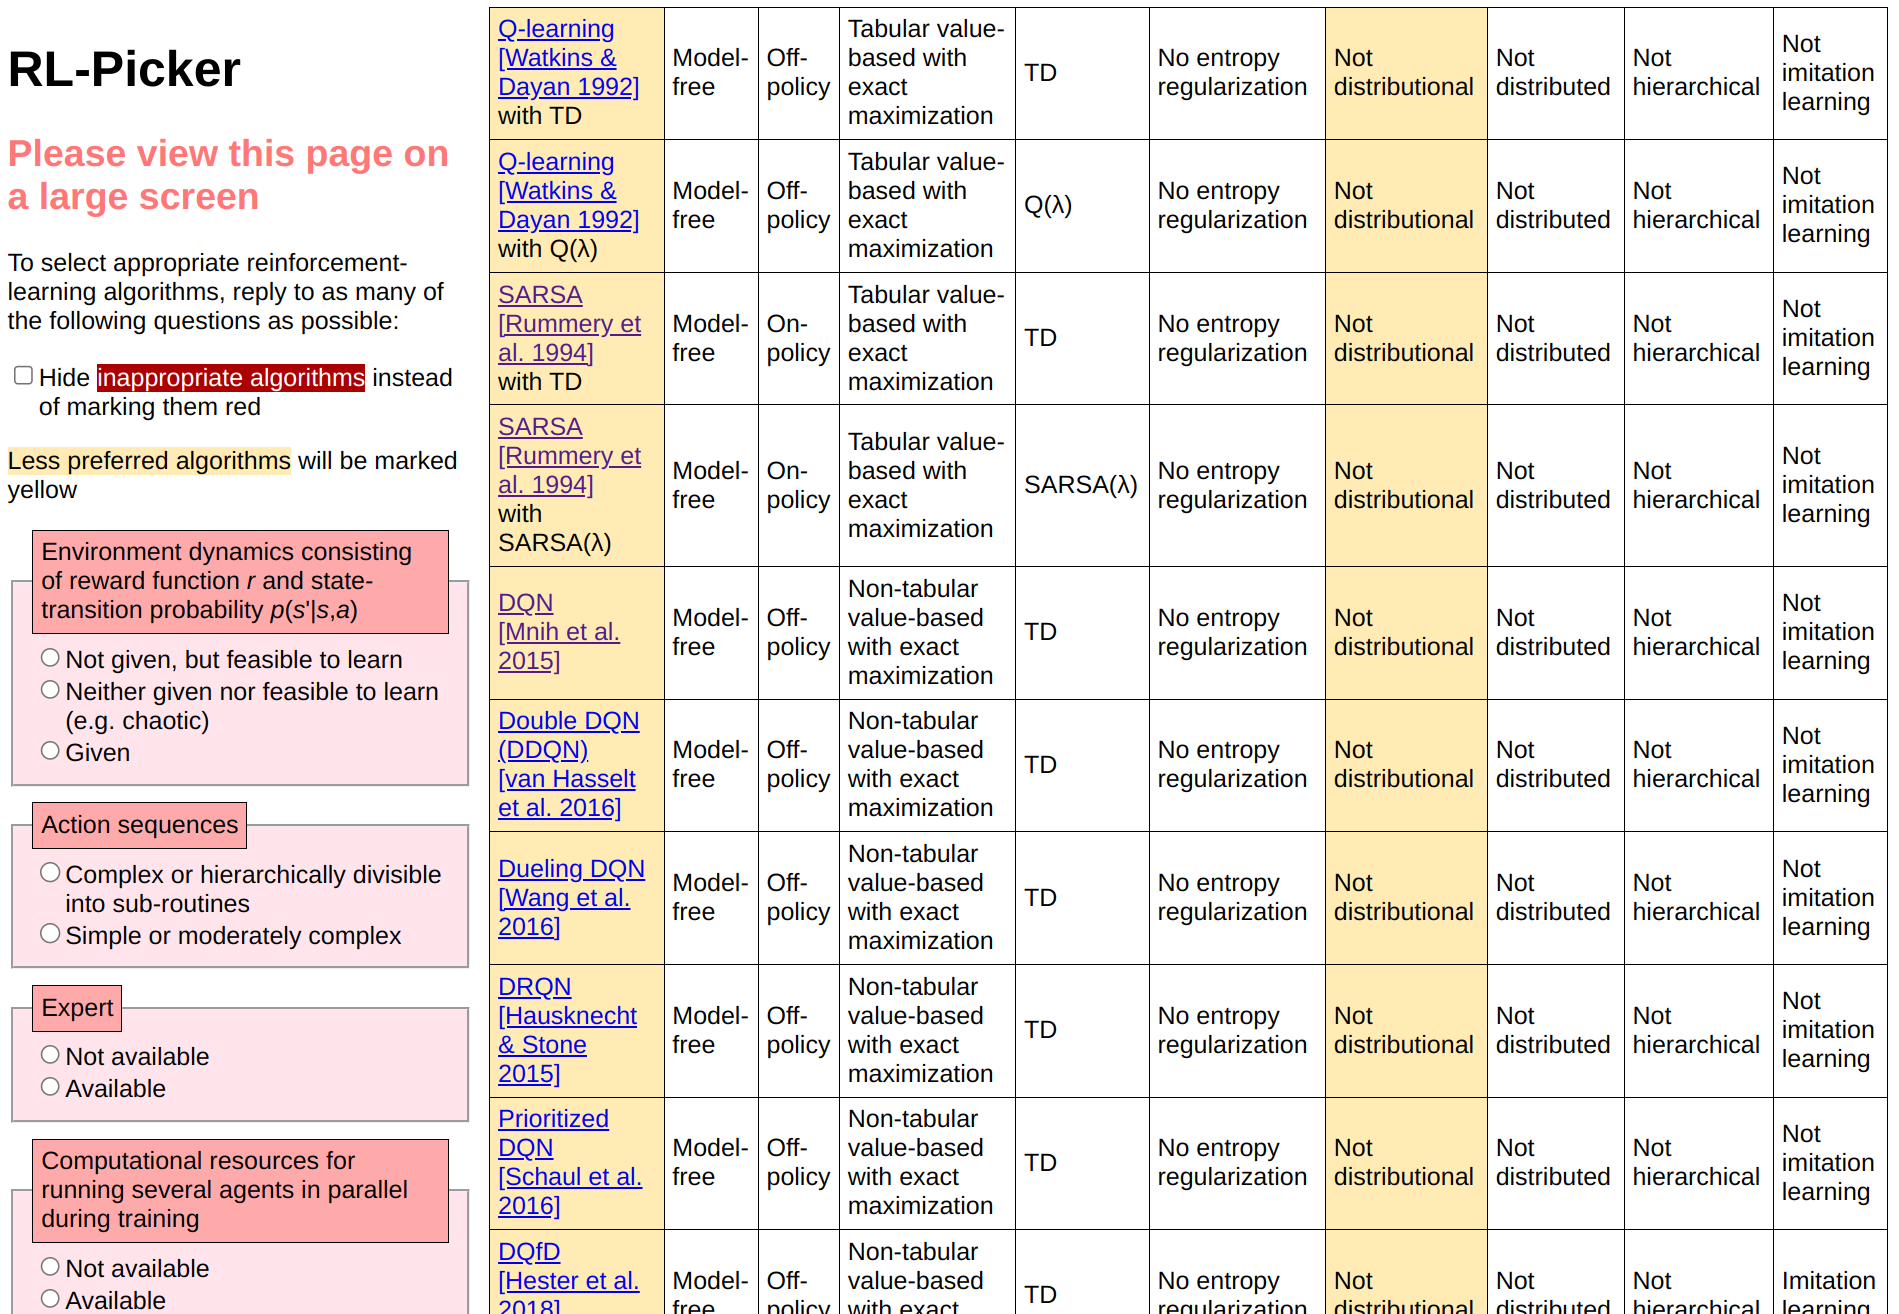 RL-Picker
Please view this page on
a large screen
To select appropriate reinforcement-
learning algorithms, reply to as many of
the following questions as possible:
Hide inappropriate algorithms instead
of marking them red
Less preferred algorithms will be marked
yellow
Environment dynamics consisting
of reward function r and state-
transition probability p(s'|s,a)
Not given, but feasible to learn
Neither given nor feasible to learn
(e.g. chaotic)
Given
Action sequences
Complex or hierarchically divisible
into sub-routines
Simple or moderately complex
Expert
Not available
Available
Computational resources for
running several agents in parallel
during training
Not available
Available
Q-learning
[Watkins &
Dayan 1992]
with TD
Model-
free
Off-
policy
Tabular value-
based with
exact
maximization
TD
No entropy
regularization
Not
distributional
Not
distributed
Not
hierarchical
Not
imitation
learning
Q-learning
[Watkins &
Dayan 1992]
with Q(λ)
Model-
free
Off-
policy
Tabular value-
based with
exact
maximization
Q(λ)
No entropy
regularization
Not
distributional
Not
distributed
Not
hierarchical
Not
imitation
learning
SARSA
[Rummery et
al. 1994]
with TD
Model-
free
On-
policy
Tabular value-
based with
exact
maximization
TD
No entropy
regularization
Not
distributional
Not
distributed
Not
hierarchical
Not
imitation
learning
SARSA
[Rummery et
al. 1994]
with
SARSA(λ)
Model-
free
On-
policy
Tabular value-
based with
exact
maximization
SARSA(λ)
No entropy
regularization
Not
distributional
Not
distributed
Not
hierarchical
Not
imitation
learning
DQN
[Mnih et al.
2015]
Model-
free
Off-
policy
Non-tabular
value-based
with exact
maximization
TD
No entropy
regularization
Not
distributional
Not
distributed
Not
hierarchical
Not
imitation
learning
Double DQN
(DDQN)
[van Hasselt
et al. 2016]
Model-
free
Off-
policy
Non-tabular
value-based
with exact
maximization
TD
No entropy
regularization
Not
distributional
Not
distributed
Not
hierarchical
Not
imitation
learning
Dueling DQN
[Wang et al.
2016]
Model-
free
Off-
policy
Non-tabular
value-based
with exact
maximization
TD
No entropy
regularization
Not
distributional
Not
distributed
Not
hierarchical
Not
imitation
learning
DRQN
[Hausknecht
& Stone
2015]
Model-
free
Off-
policy
Non-tabular
value-based
with exact
maximization
TD
No entropy
regularization
Not
distributional
Not
distributed
Not
hierarchical
Not
imitation
learning
Prioritized
DQN
[Schaul et al.
2016]
Model-
free
Off-
policy
Non-tabular
value-based
with exact
maximization
TD
No entropy
regularization
Not
distributional
Not
distributed
Not
hierarchical
Not
imitation
learning
DQfD
[Hester et al.
2018]
Model-
free
Off-
policy
Non-tabular
value-based
with exact
TD
No entropy
regularization
Not
distributional
Not
distributed
Not
hierarchical
Imitation
learning